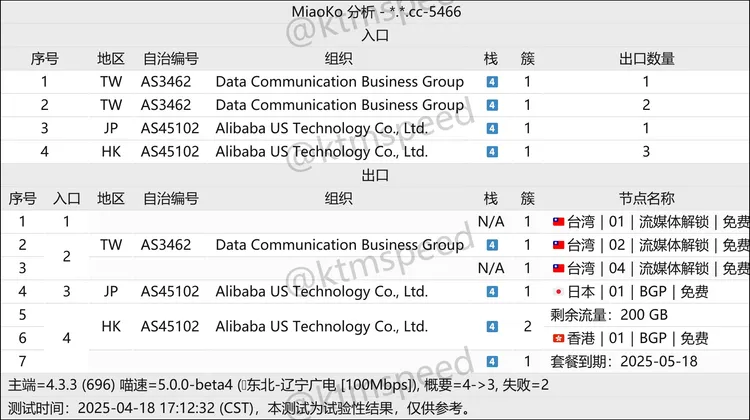 MiaoKo 分析 - *.*.cc-5466
入口
序号 地区 自治编号 组织 栈 簇 出口数量
1 TW AS3462 Data Communication Business Group 4 1 1
2 TW AS3462 Data Communication Business Group 4 1 2
3 JP AS45102 Alibaba US Technology Co., Ltd. 4 1 1
4 HK AS45102 Alibaba US Technology Co., Ltd. 4 1 3
出口
序号 入口 地区 自治编号 组织 栈 簇 节点名称
1 1 N/A 1 台湾 | 01 | 流媒体解锁 | 免费
2 2 TW AS3462 Data Communication Business Group 4 1 台湾 | 02 | 流媒体解锁 | 免费
3 N/A 1 台湾 | 04 | 流媒体解锁 | 免费
4 3 JP AS45102 Alibaba US Technology Co., Ltd. 4 1 日本 | 01 | BGP | 免费
5 4 HK AS45102 Alibaba US Technology Co., Ltd. 4 2 剩余流量：200 GB
6 香港 | 01 | BGP | 免费
7 4 1 套餐到期：2025-05-18
主端=4.3.3 (696) 喵速=5.0.0-beta4 (东北-辽宁广电 [100Mbps]), 概要=4->3, 失败=2
测试时间：2025-04-18 17:12:32 (CST)，本测试为试验性结果，仅供参考。
@ktmspeed
@ktmspeed
@ktmspeed
@ktmspeed